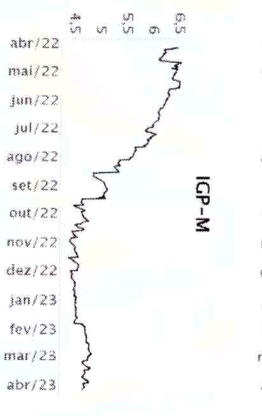 IGP-M
6,5
6
5,5
5
4,5
abr/22
mai/22
jun/22
jul/22
ago/22
set/22
out/22
nov/22
dez/22
jan/23
fev/23
mar/23
abr/23